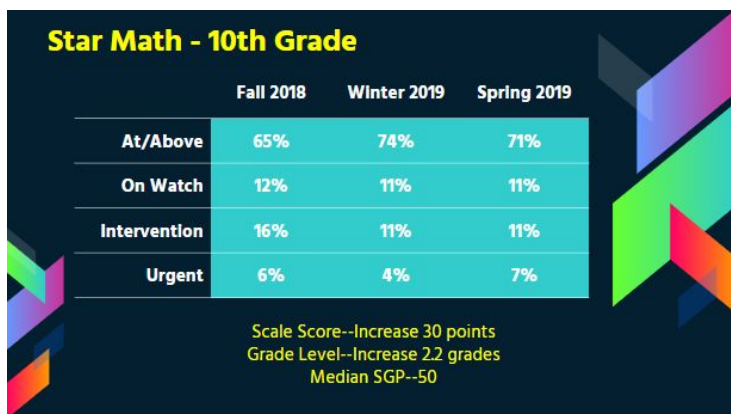 Star Math - 10th Grade
Fall 2018 Winter 2019 Spring 2019
At/Above 65% 74% 71%
On Watch 12% 11% 11%
Intervention 16% 11% 11%
Urgent 6% 4% 7%
Scale Score--Increase 30 points
Grade Level--Increase 2.2 grades
Median SGP--50